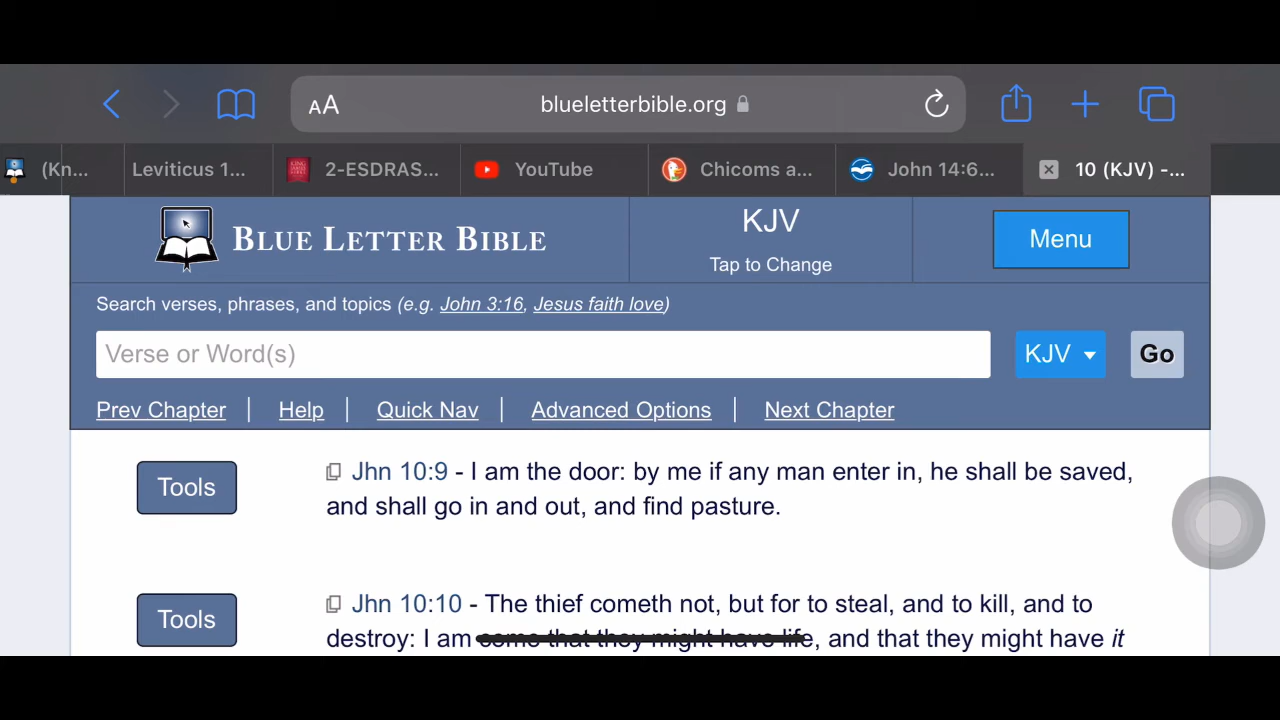 AA blueletterbible.org
(Kn... Leviticus 1... 2-ESDRAS... YouTube Chicoms a... John 14:6... 10 (KJV) -...
BLUE LETTER BIBLE KJV Menu
Tap to Change
Search verses, phrases, and topics (e.g. John 3:16, Jesus faith love)
Verse or Word(s) KJV Go
Prev Chapter | Help | Quick Nav | Advanced Options | Next Chapter
Tools Jhn 10:9 - I am the door: by me if any man enter in, he shall be saved,
and shall go in and out, and find pasture.
Tools Jhn 10:10 - The thief cometh not, but for to steal, and to kill, and to
destroy: I am come that they might have life, and that they might have it